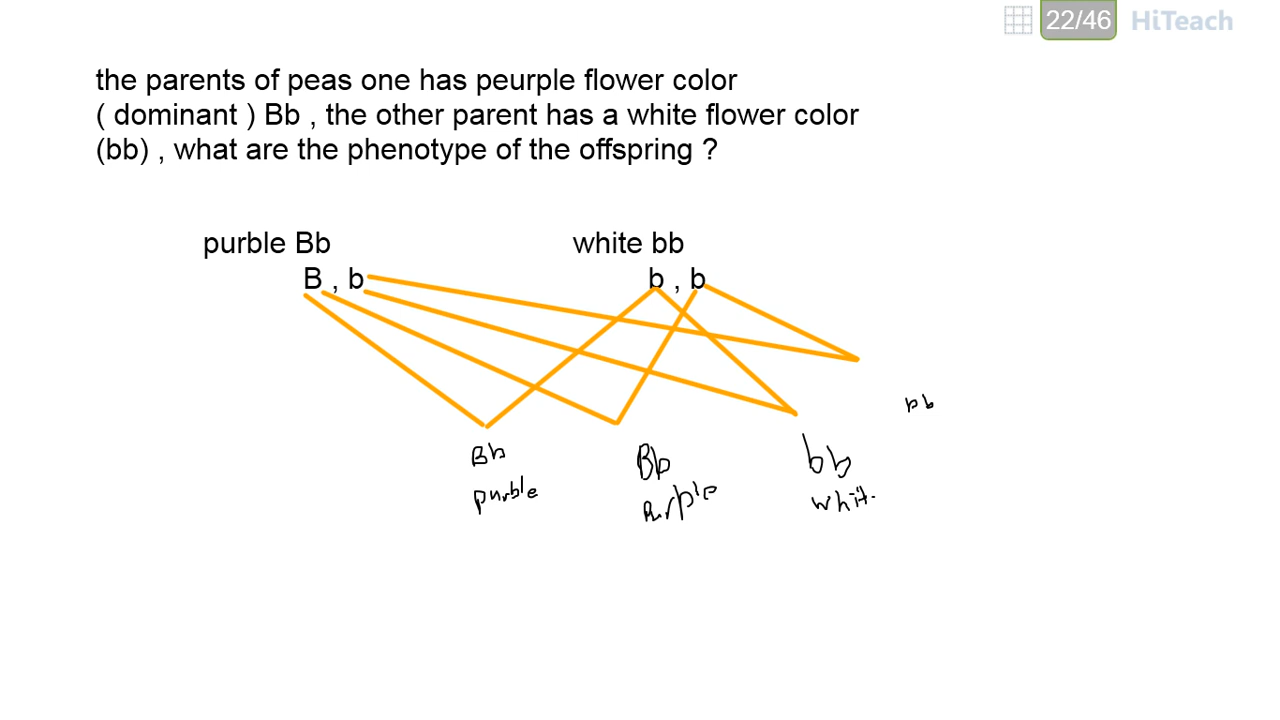 22/46 HiTeach
the parents of peas one has peurple flower color
( dominant ) Bb , the other parent has a white flower color
(bb) , what are the phenotype of the offspring ?
purble Bb white bb
B , b b , b
bb
Bb Bb bb
purble purple whit.